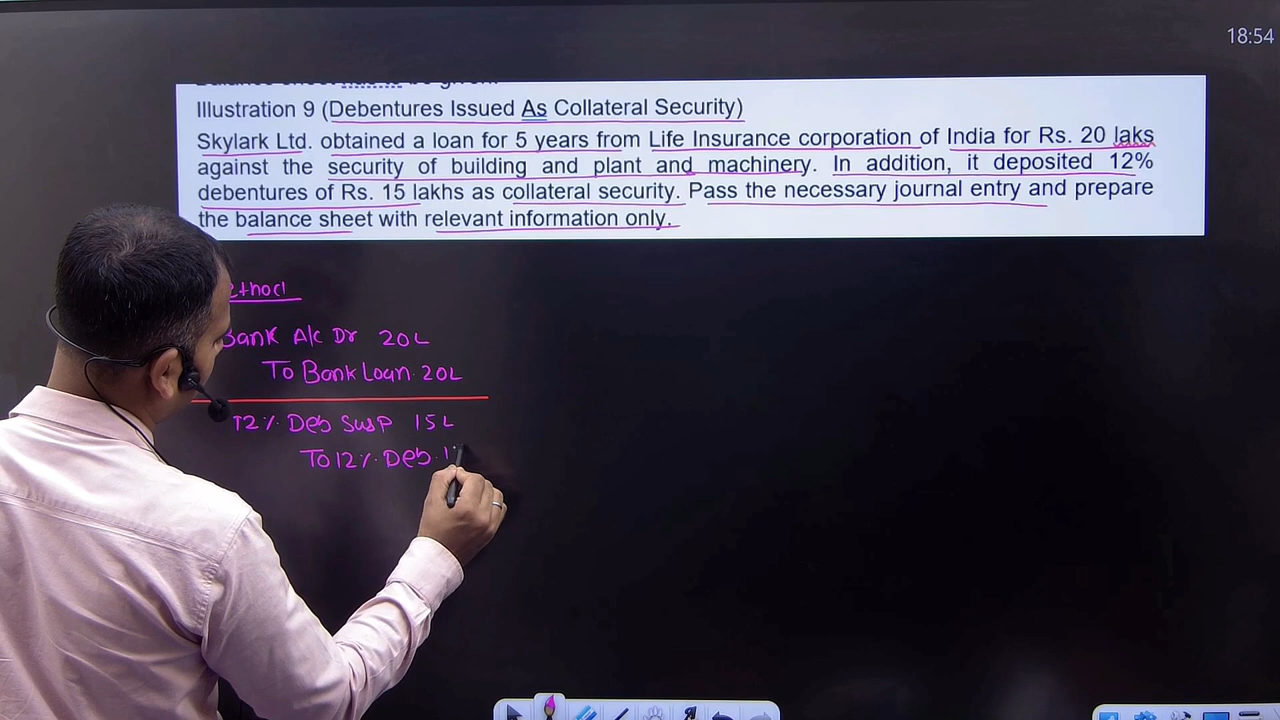 18:54
Illustration 9 (Debentures Issued As Collateral Security)
Skylark Ltd. obtained a loan for 5 years from Life Insurance corporation of India for Rs. 20 laks
against the security of building and plant and machinery. In addition, it deposited 12%
debentures of Rs. 15 lakhs as collateral security. Pass the necessary journal entry and prepare
the balance sheet with relevant information only.
Bank A/c Dr 20L
To Bank Loan. 20L
12% Deb Susp 15L
To 12% Deb.